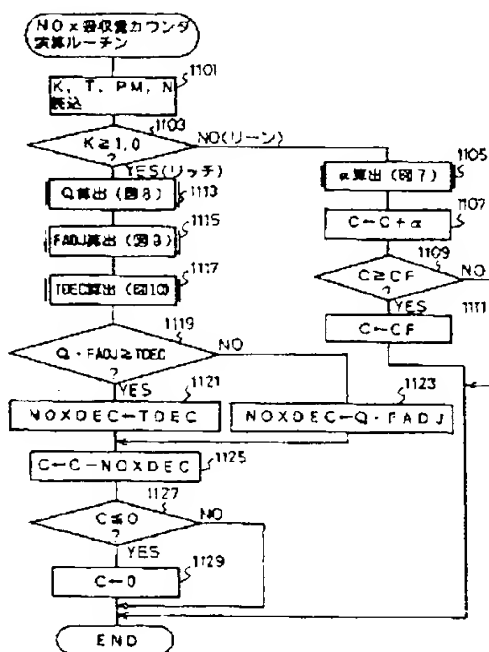 NOx吸収量カウンタ
演算ルーチン
1101
K, T, PM, N
読込
1103
K≧1.0
?
NO(リーン)
YES(リッチ)
1105
α算出(図7)
1107
C←C+α
1109
C≧CF
?
NO
YES
1111
C←CF
1113
Q算出(図8)
1115
FADJ算出(図9)
1117
TDEC算出(図10)
1119
Q・FADJ≧TDEC
?
NO
YES
1121
NOXDEC←TDEC
1123
NOXDEC←Q・FADJ
1125
C←C−NOXDEC
1127
C≦0
?
NO
YES
1129
C←0
END